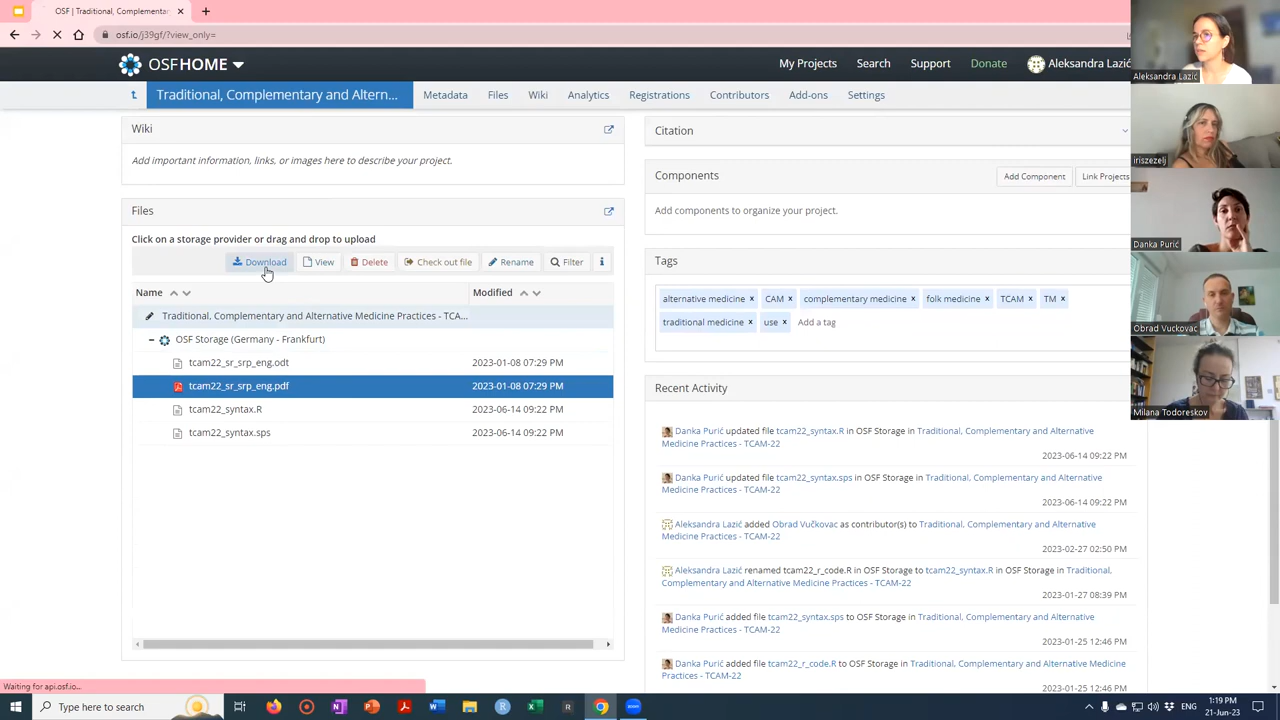 OSF | Traditional, Complementar
osf.io/j39gf/?view_only=
OSFHOME
My Projects
Search
Support
Donate
Aleksandra Lazić
Traditional, Complementary and Altern...
Metadata
Files
Wiki
Analytics
Registrations
Contributors
Add-ons
Settings
Wiki
Add important information, links, or images here to describe your project.
Files
Click on a storage provider or drag and drop to upload
Download
View
Delete
Check out file
Rename
Filter
Name
Modified
Traditional, Complementary and Alternative Medicine Practices - TCA...
OSF Storage (Germany - Frankfurt)
tcam22_sr_srp_eng.odt 2023-01-08 07:29 PM
tcam22_sr_srp_eng.pdf 2023-01-08 07:29 PM
tcam22_syntax.R 2023-06-14 09:22 PM
tcam22_syntax.sps 2023-06-14 09:22 PM
Citation
Components
Add Component
Link Projects
Add components to organize your project.
Tags
alternative medicine x CAM x complementary medicine x folk medicine x TCAM x TM x
traditional medicine x use x Add a tag
Recent Activity
Danka Purić updated file tcam22_syntax.R in OSF Storage in Traditional, Complementary and Alternative
Medicine Practices - TCAM-22
2023-06-14 09:22 PM
Danka Purić updated file tcam22_syntax.sps in OSF Storage in Traditional, Complementary and Alternative
Medicine Practices - TCAM-22
2023-06-14 09:22 PM
Aleksandra Lazić added Obrad Vučkovac as contributor(s) to Traditional, Complementary and Alternative
Medicine Practices - TCAM-22
2023-02-27 02:50 PM
Aleksandra Lazić renamed tcam22_r_code.R in OSF Storage to tcam22_syntax.R in OSF Storage in Traditional,
Complementary and Alternative Medicine Practices - TCAM-22
2023-01-27 08:39 PM
Danka Purić added file tcam22_syntax.sps to OSF Storage in Traditional, Complementary and Alternative
Medicine Practices - TCAM-22
2023-01-25 12:46 PM
Danka Purić added file tcam22_r_code.R to OSF Storage in Traditional, Complementary and Alternative Medicine
Practices - TCAM-22
2023-01-25 12:46 PM
Aleksandra Lazić
iriszezelj
Danka Purić
Obrad Vuckovac
Milana Todoreskov
Waiting for api.osf.io...
Type here to search
1:19 PM
21-Jun-23